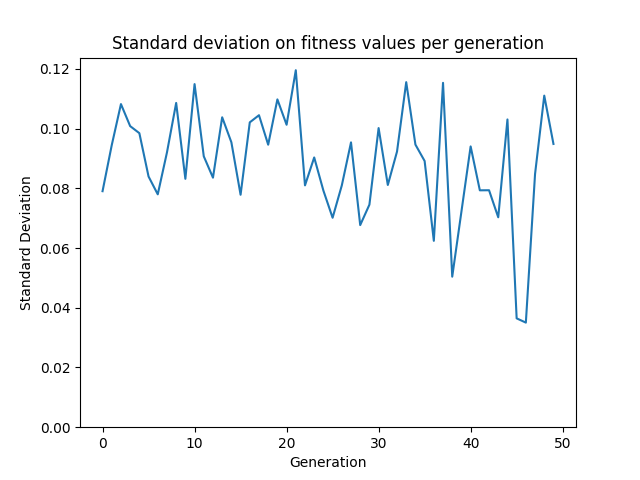 Standard deviation on fitness values per generation
0.12
0.10
0.08
0.06
0.04
0.02
0.00
Standard Deviation
0 10 20 30 40 50
Generation